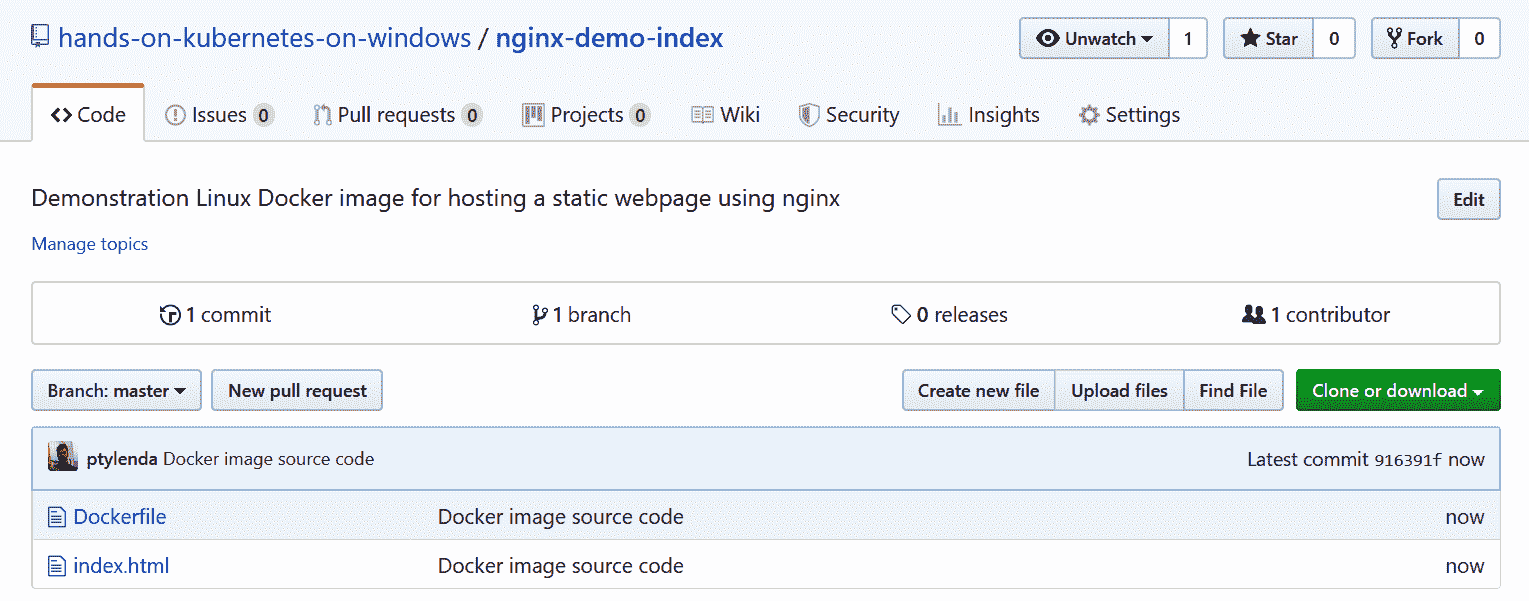 hands-on-kubernetes-on-windows / nginx-demo-index Unwatch 1 Star 0 Fork 0
Code Issues 0 Pull requests 0 Projects 0 Wiki Security Insights Settings
Demonstration Linux Docker image for hosting a static webpage using nginx Edit
Manage topics
1 commit 1 branch 0 releases 1 contributor
Branch: master New pull request Create new file Upload files Find File Clone or download
ptylenda Docker image source code Latest commit 916391f now
Dockerfile Docker image source code now
index.html Docker image source code now